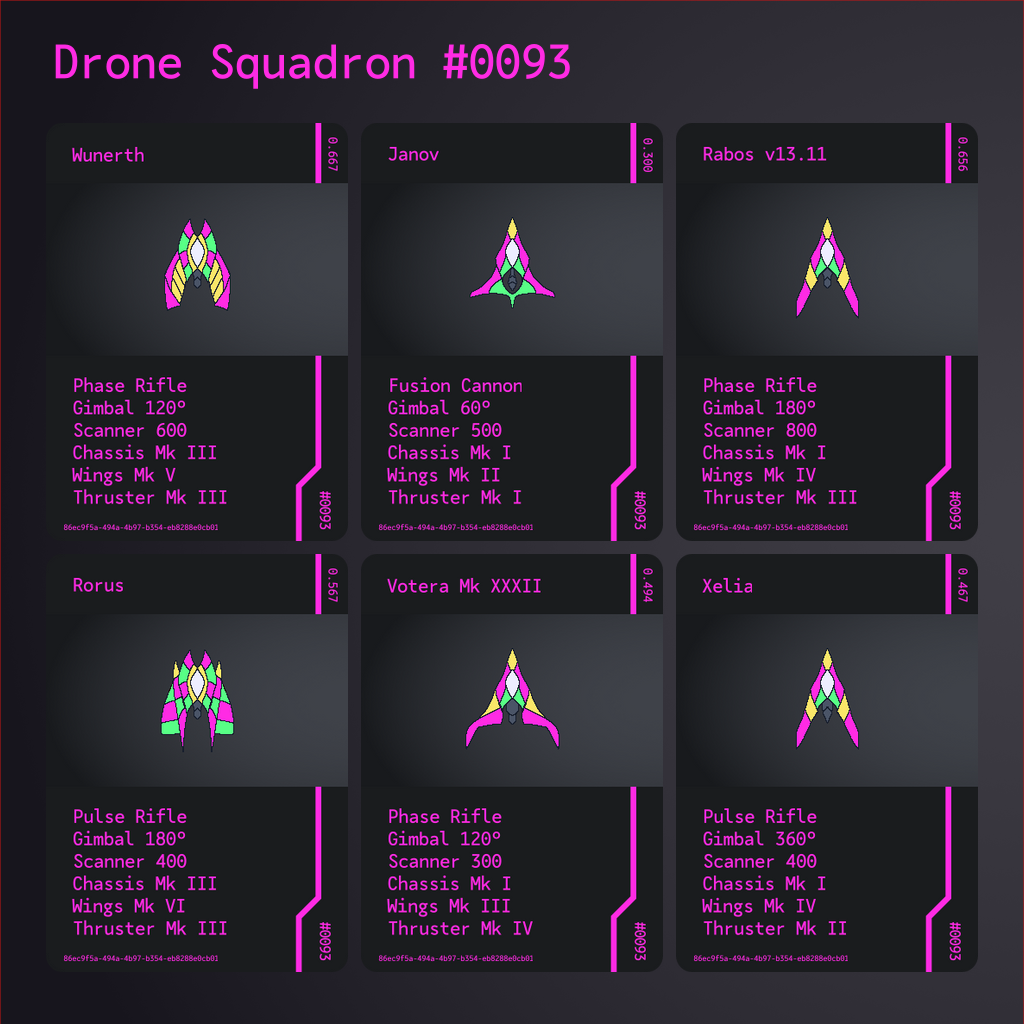 Drone Squadron #0093
Wunerth
0.667
Phase Rifle
Gimbal 120°
Scanner 600
Chassis Mk III
Wings Mk V
Thruster Mk III
#0093
86ec9f5a-494a-4b97-b354-eb8288e0cb01
Janov
0.300
Fusion Cannon
Gimbal 60°
Scanner 500
Chassis Mk I
Wings Mk II
Thruster Mk I
#0093
86ec9f5a-494a-4b97-b354-eb8288e0cb01
Rabos v13.11
0.656
Phase Rifle
Gimbal 180°
Scanner 800
Chassis Mk I
Wings Mk IV
Thruster Mk III
#0093
86ec9f5a-494a-4b97-b354-eb8288e0cb01
Rorus
0.567
Pulse Rifle
Gimbal 180°
Scanner 400
Chassis Mk III
Wings Mk VI
Thruster Mk III
#0093
86ec9f5a-494a-4b97-b354-eb8288e0cb01
Votera Mk XXXII
0.494
Phase Rifle
Gimbal 120°
Scanner 300
Chassis Mk I
Wings Mk III
Thruster Mk IV
#0093
86ec9f5a-494a-4b97-b354-eb8288e0cb01
Xelia
0.467
Pulse Rifle
Gimbal 360°
Scanner 400
Chassis Mk I
Wings Mk IV
Thruster Mk II
#0093
86ec9f5a-494a-4b97-b354-eb8288e0cb01